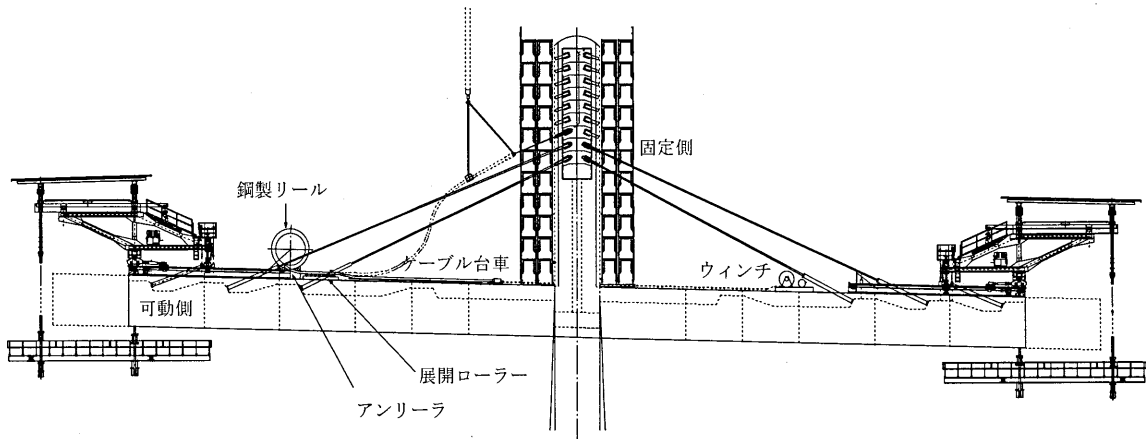 固定側
鋼製リール
ケーブル台車
ウィンチ
可動側
展開ローラー
アンリーラ